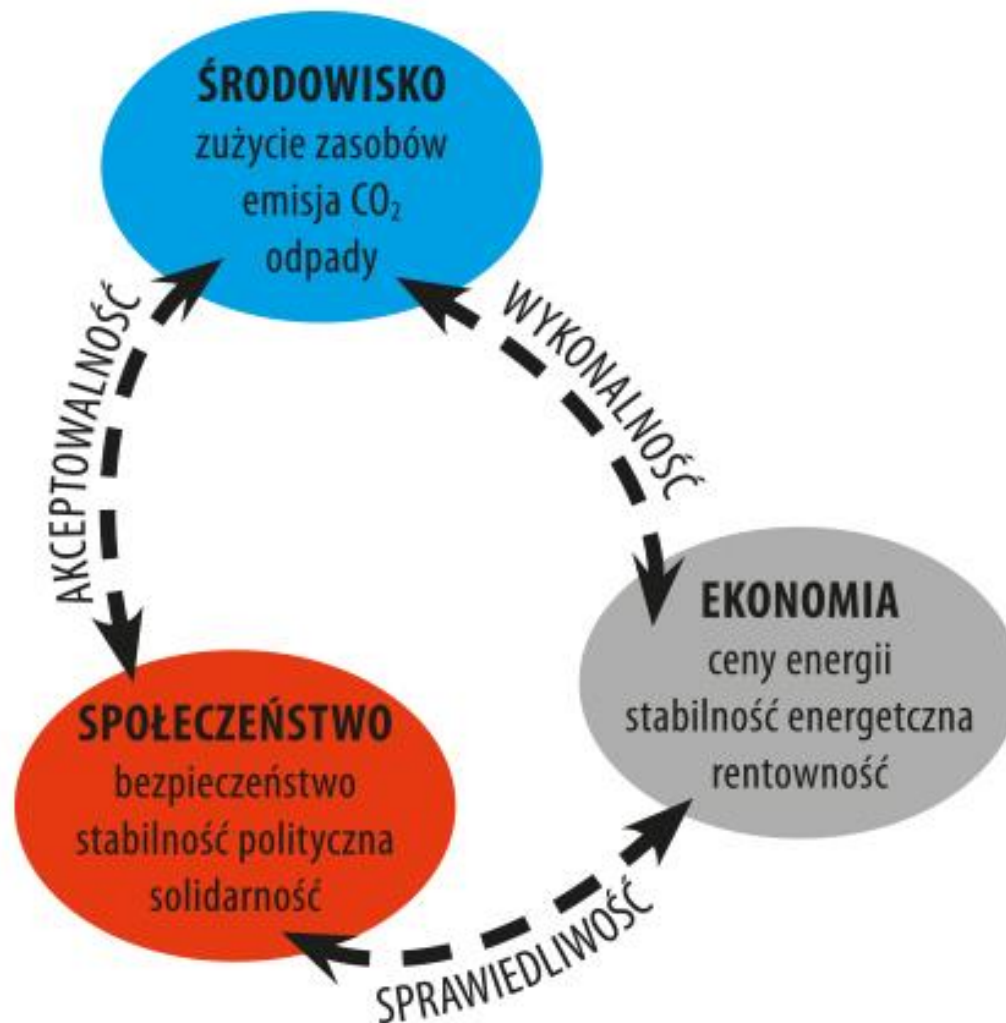 ŚRODOWISKO
zużycie zasobów
emisja CO₂
odpady
AKCEPTOWALNOŚĆ
WYKONALNOŚĆ
EKONOMIA
ceny energii
stabilność energetczna
rentowność
SPOŁECZEŃSTWO
bezpieczeństwo
stabilność polityczna
solidarność
SPRAWIEDLIWOŚĆ